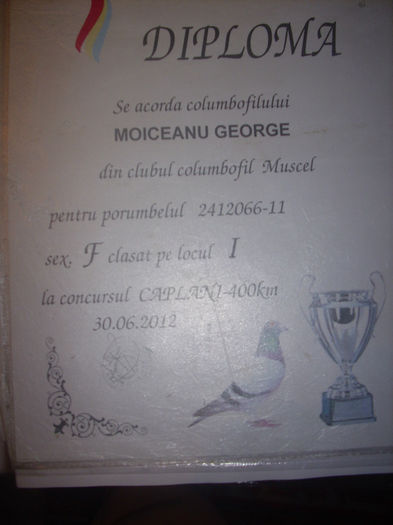 DIPLOMA
Se acorda columbofilului
MOICEANU GEORGE
din clubul columbofil Muscel
pentru porumbelul 2412066-11
sex, F clasat pe locul I
la concursul CAPLANI-400km
30.06.2012